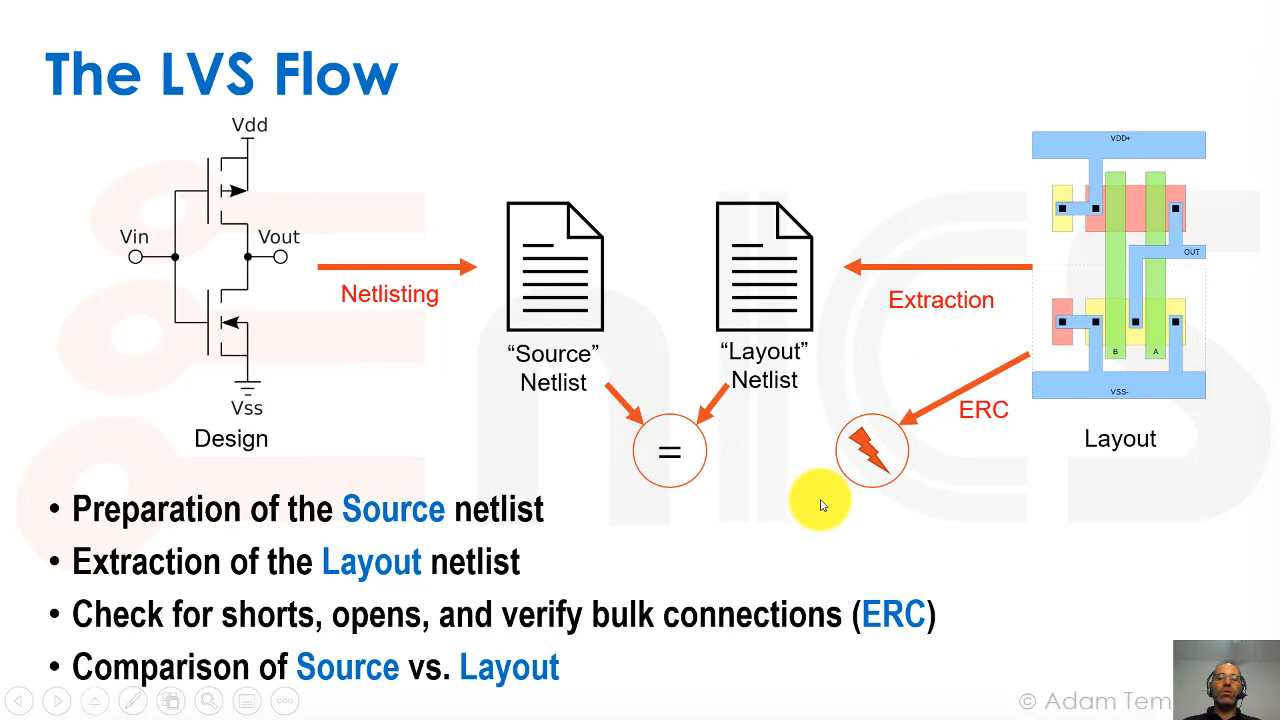 The LVS Flow
Vdd
Vin
Vout
Vss
Design
Netlisting
“Source”
Netlist
=
“Layout”
Netlist
Extraction
ERC
VDD+
OUT
B
A
VSS-
Layout
• Preparation of the Source netlist
• Extraction of the Layout netlist
• Check for shorts, opens, and verify bulk connections (ERC)
• Comparison of Source vs. Layout
© Adam Tem